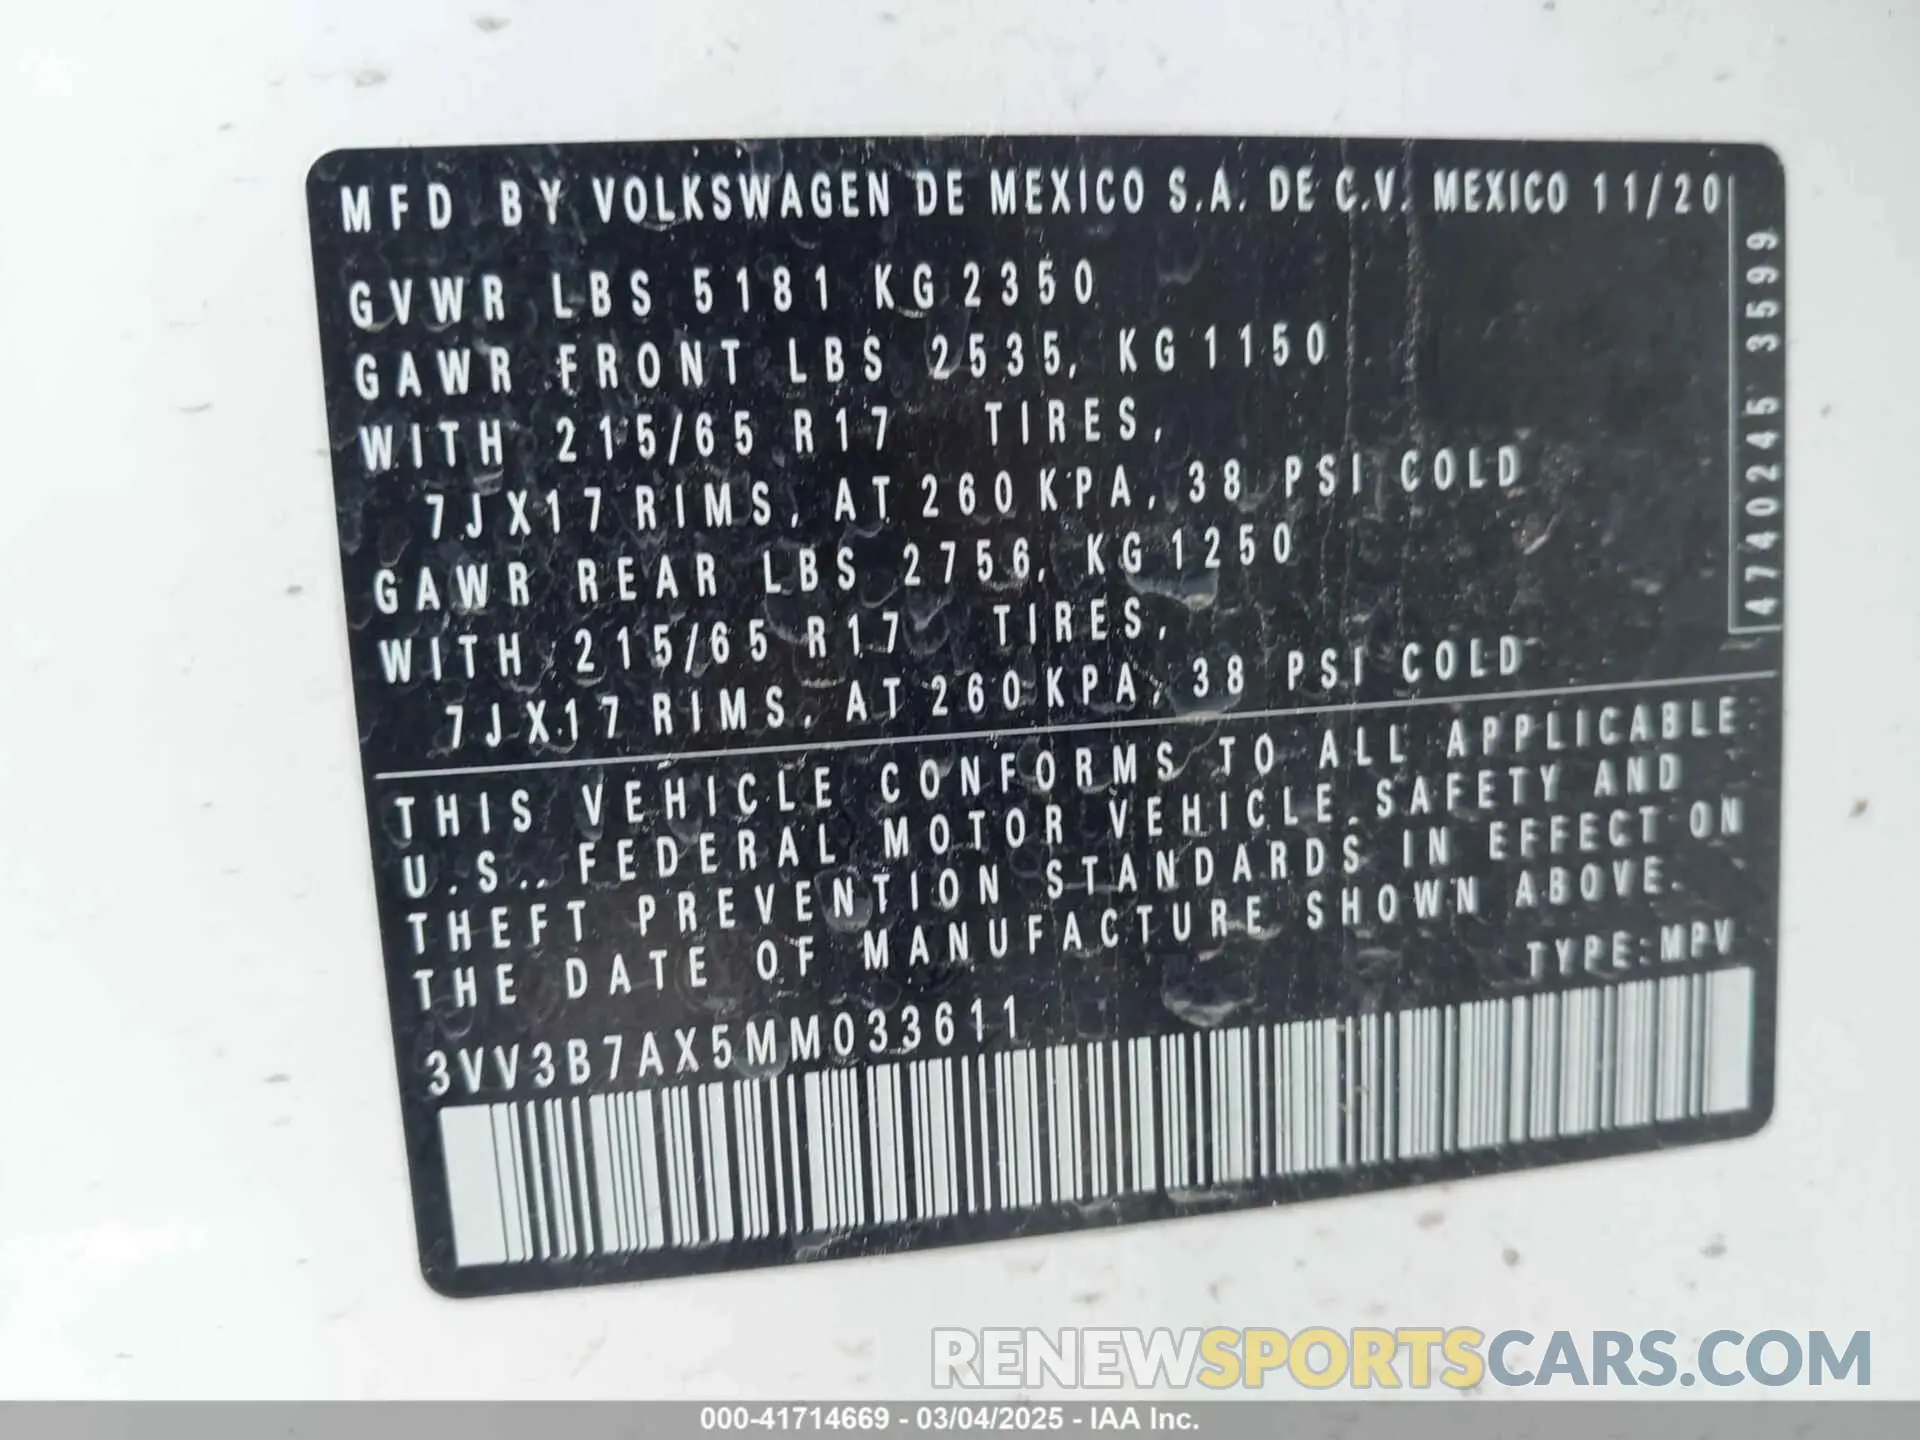 MFD BY VOLKSWAGEN DE MEXICO S.A. DE C.V. MEXICO 11/20
GVWR LBS 5181 KG 2350
GAWR FRONT LBS 2535, KG 1150
WITH 215/65 R17 TIRES,
7JX17 RIMS, AT 260 KPA, 38 PSI COLD
GAWR REAR LBS 2756, KG 1250
WITH 215/65 R17 TIRES,
7JX17 RIMS, AT 260 KPA, 38 PSI COLD
4740245 3599
THIS VEHICLE CONFORMS TO ALL APPLICABLE
U.S. FEDERAL MOTOR VEHICLE SAFETY AND
THEFT PREVENTION STANDARDS IN EFFECT ON
THE DATE OF MANUFACTURE SHOWN ABOVE.
TYPE: MPV
3VV3B7AX5MM033611
RENEWSPORTSCARS.COM
000-41714669 - 03/04/2025 - IAA Inc.